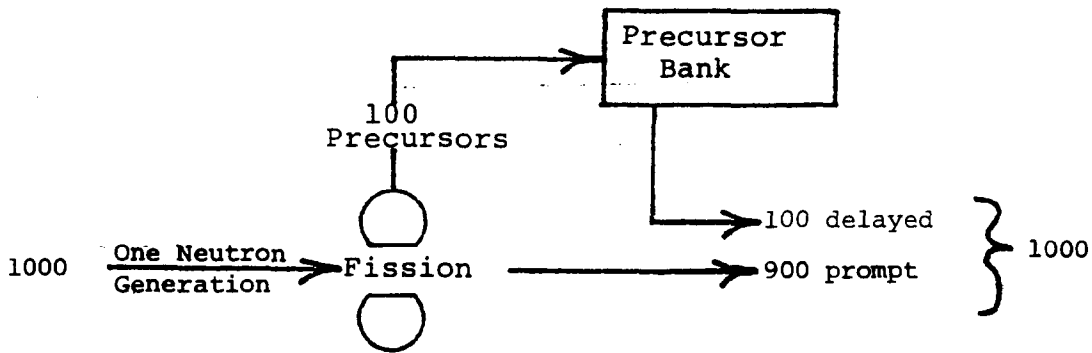 Precursor
Bank
100
Precursors
100 delayed
1000
One Neutron
Generation
Fission
900 prompt
1000